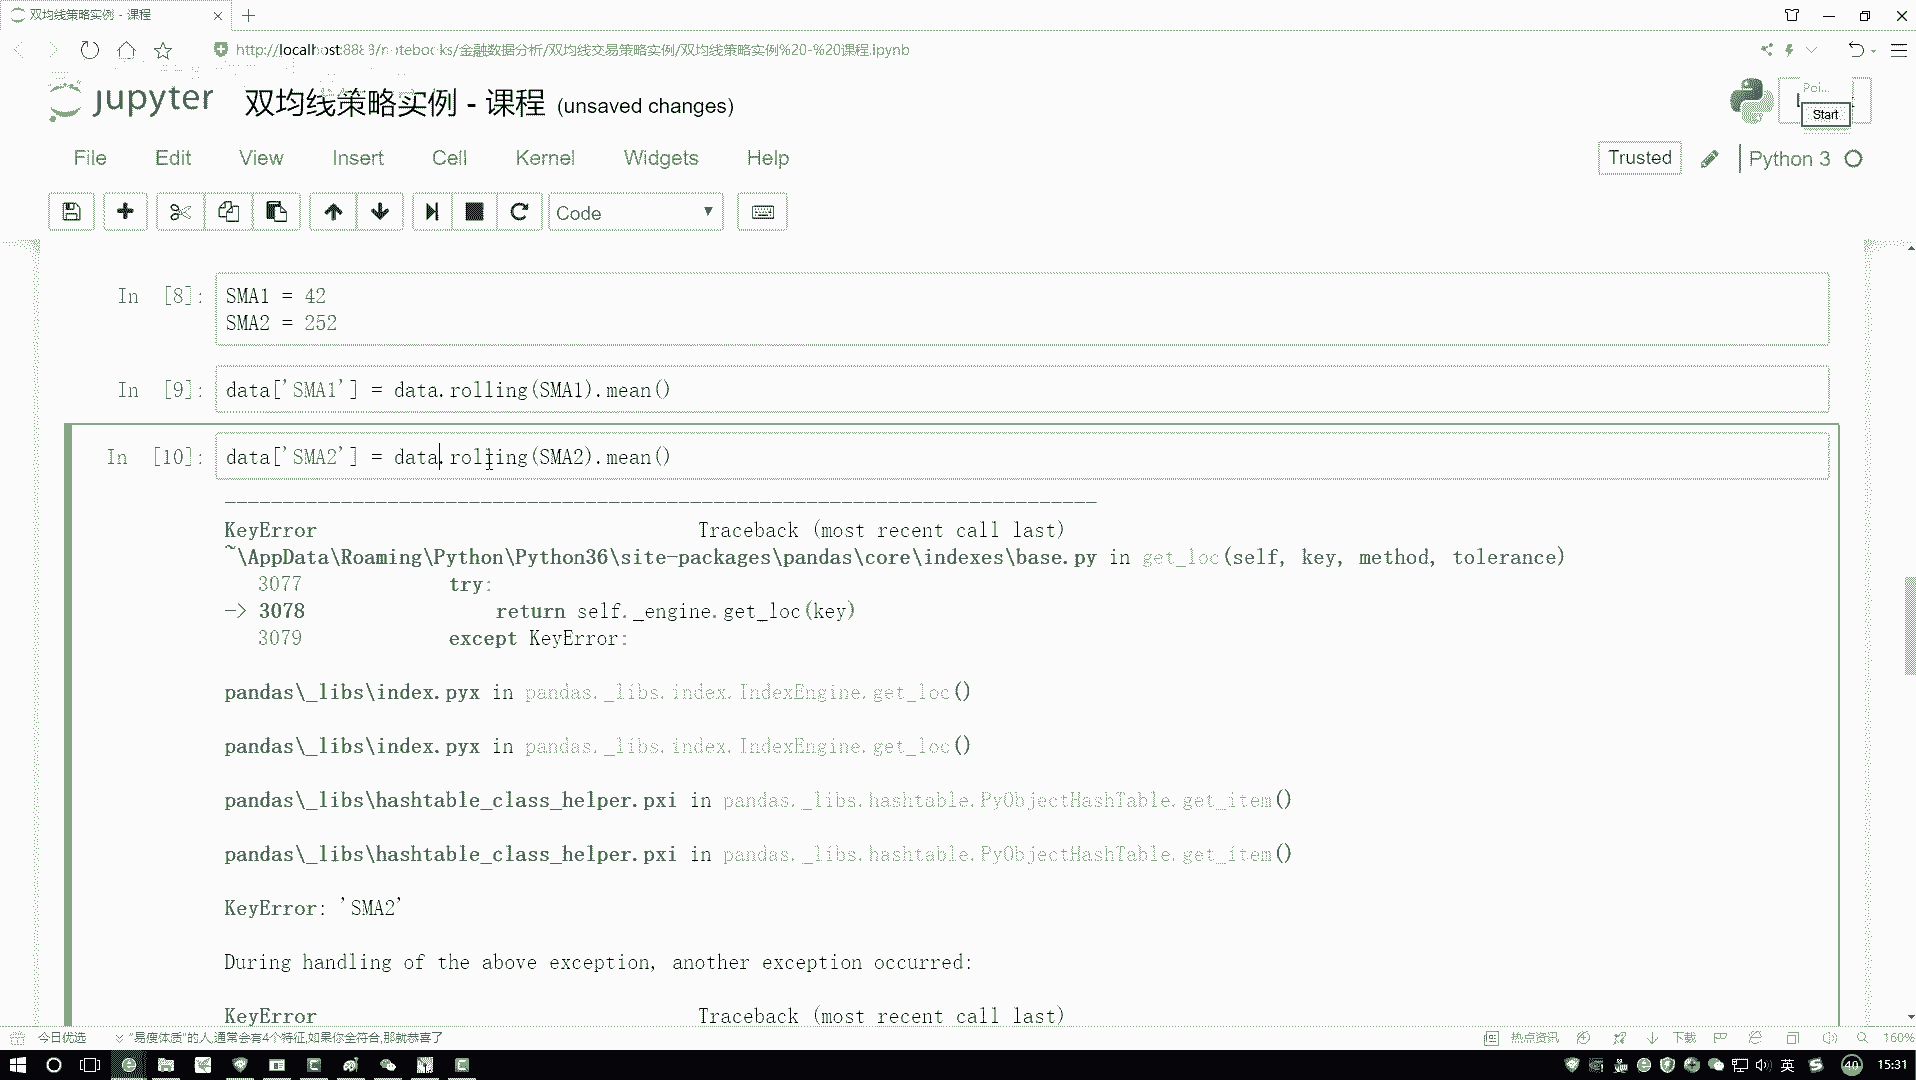 双均线策略实例 - 课程
http://localhost:8888/notebooks/金融数据分析/双均线交易策略实例/双均线策略实例%20-%20课程.ipynb
jupyter 双均线策略实例 - 课程 (unsaved changes)
Poi...
Start
File Edit View Insert Cell Kernel Widgets Help
Trusted Python 3
Code
In [8]: SMA1 = 42
SMA2 = 252
In [9]: data['SMA1'] = data.rolling(SMA1).mean()
In [10]: data['SMA2'] = data.rolling(SMA2).mean()
KeyError Traceback (most recent call last)
~\AppData\Roaming\Python\Python36\site-packages\pandas\core\indexes\base.py in get_loc(self, key, method, tolerance)
3077 try:
-> 3078 return self._engine.get_loc(key)
3079 except KeyError:
pandas\_libs\index.pyx in pandas._libs.index.IndexEngine.get_loc()
pandas\_libs\index.pyx in pandas._libs.index.IndexEngine.get_loc()
pandas\_libs\hashtable_class_helper.pxi in pandas._libs.hashtable.PyObjectHashTable.get_item()
pandas\_libs\hashtable_class_helper.pxi in pandas._libs.hashtable.PyObjectHashTable.get_item()
KeyError: 'SMA2'
During handling of the above exception, another exception occurred:
KeyError Traceback (most recent call last)
今日优选 "易瘦体质"的人,通常会有4个特征,如果你全符合,那就恭喜了 热点资讯 下载 160%
英 40 15:31